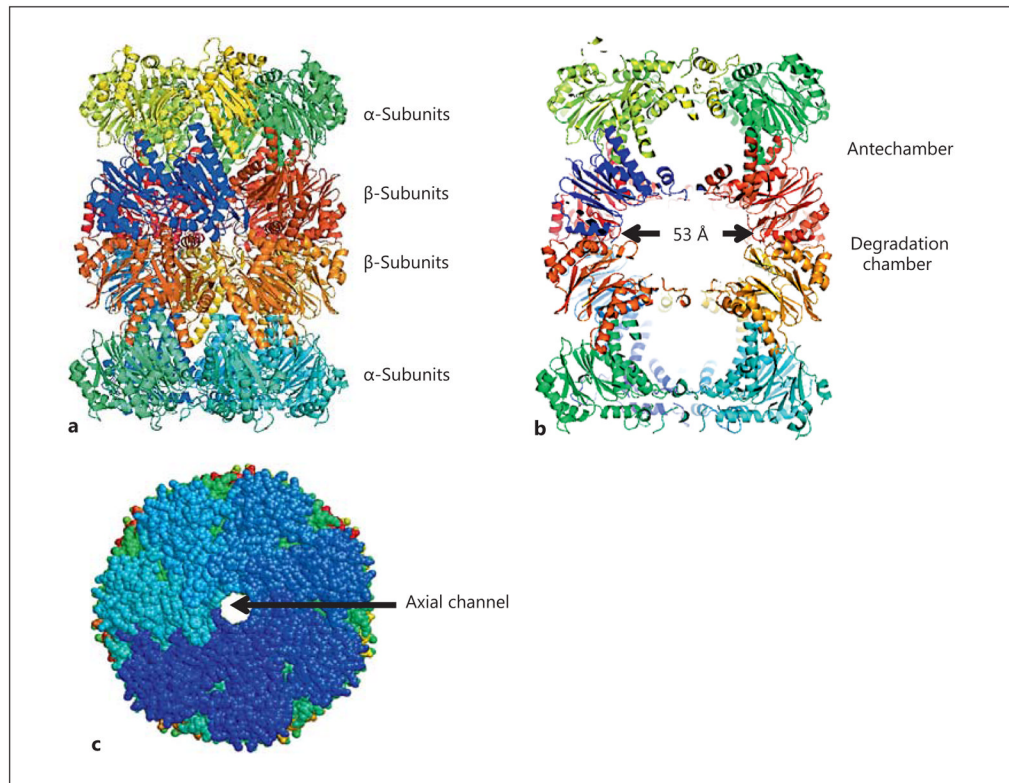 α-Subunits
β-Subunits
β-Subunits
α-Subunits
a
Antechamber
53 Å
Degradation
chamber
b
Axial channel
c